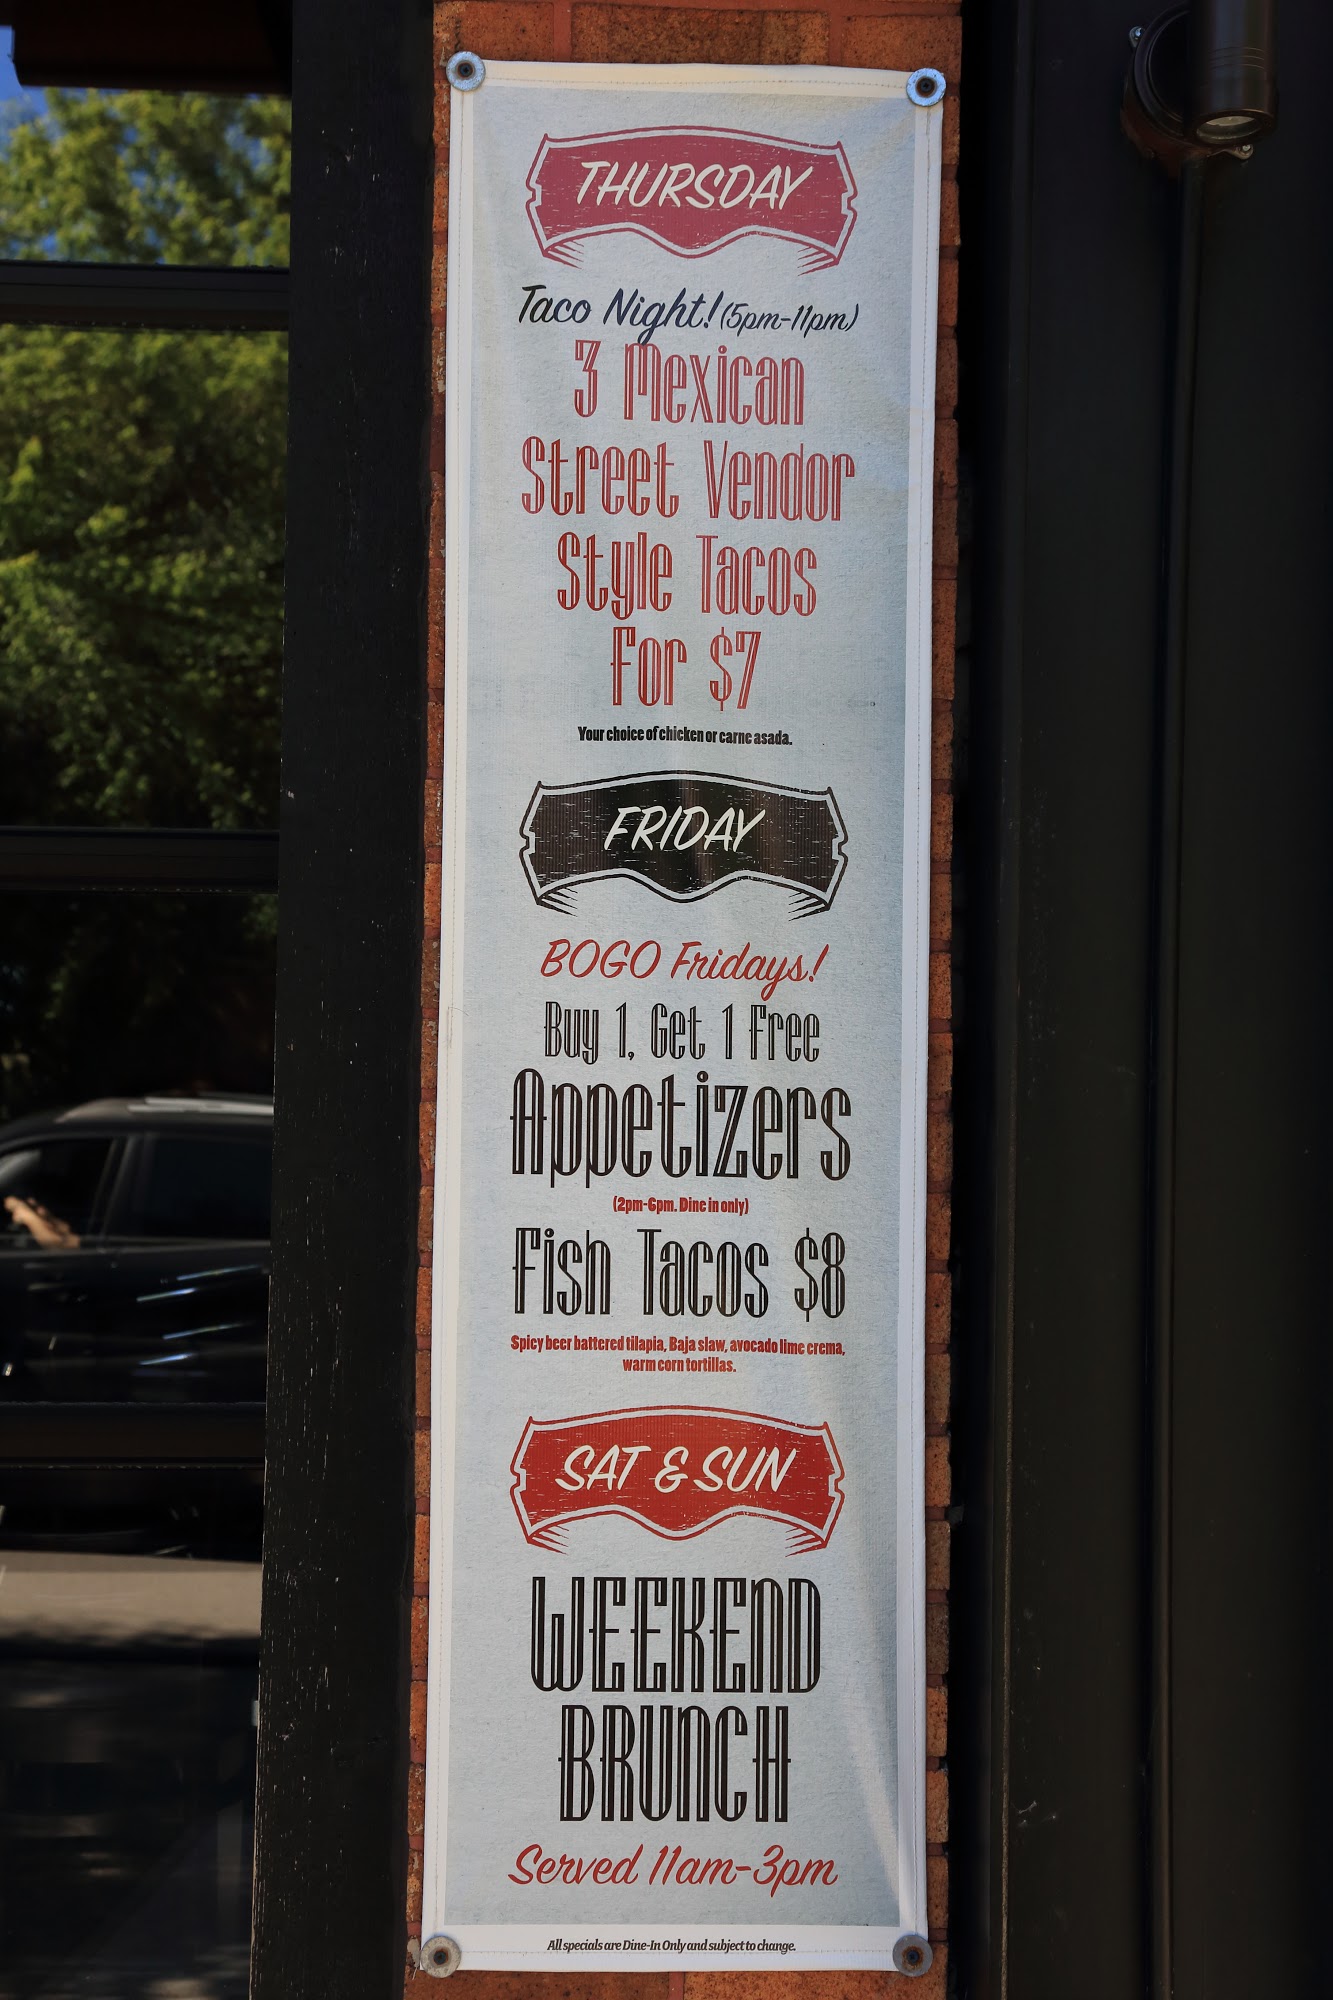 THURSDAY
Taco Night! (5pm-11pm)
3 Mexican
Street Vendor
Style Tacos
For $7
Your choice of chicken or carne asada.
FRIDAY
BOGO Fridays!
Buy 1, Get 1 Free
Appetizers
(2pm-6pm. Dine in only)
Fish Tacos $8
Spicy beer battered tilapia, Baja slaw, avocado lime crema,
warm corn tortillas.
SAT & SUN
WEEKEND
BRUNCH
Served 11am-3pm
All specials are Dine-In Only and subject to change.